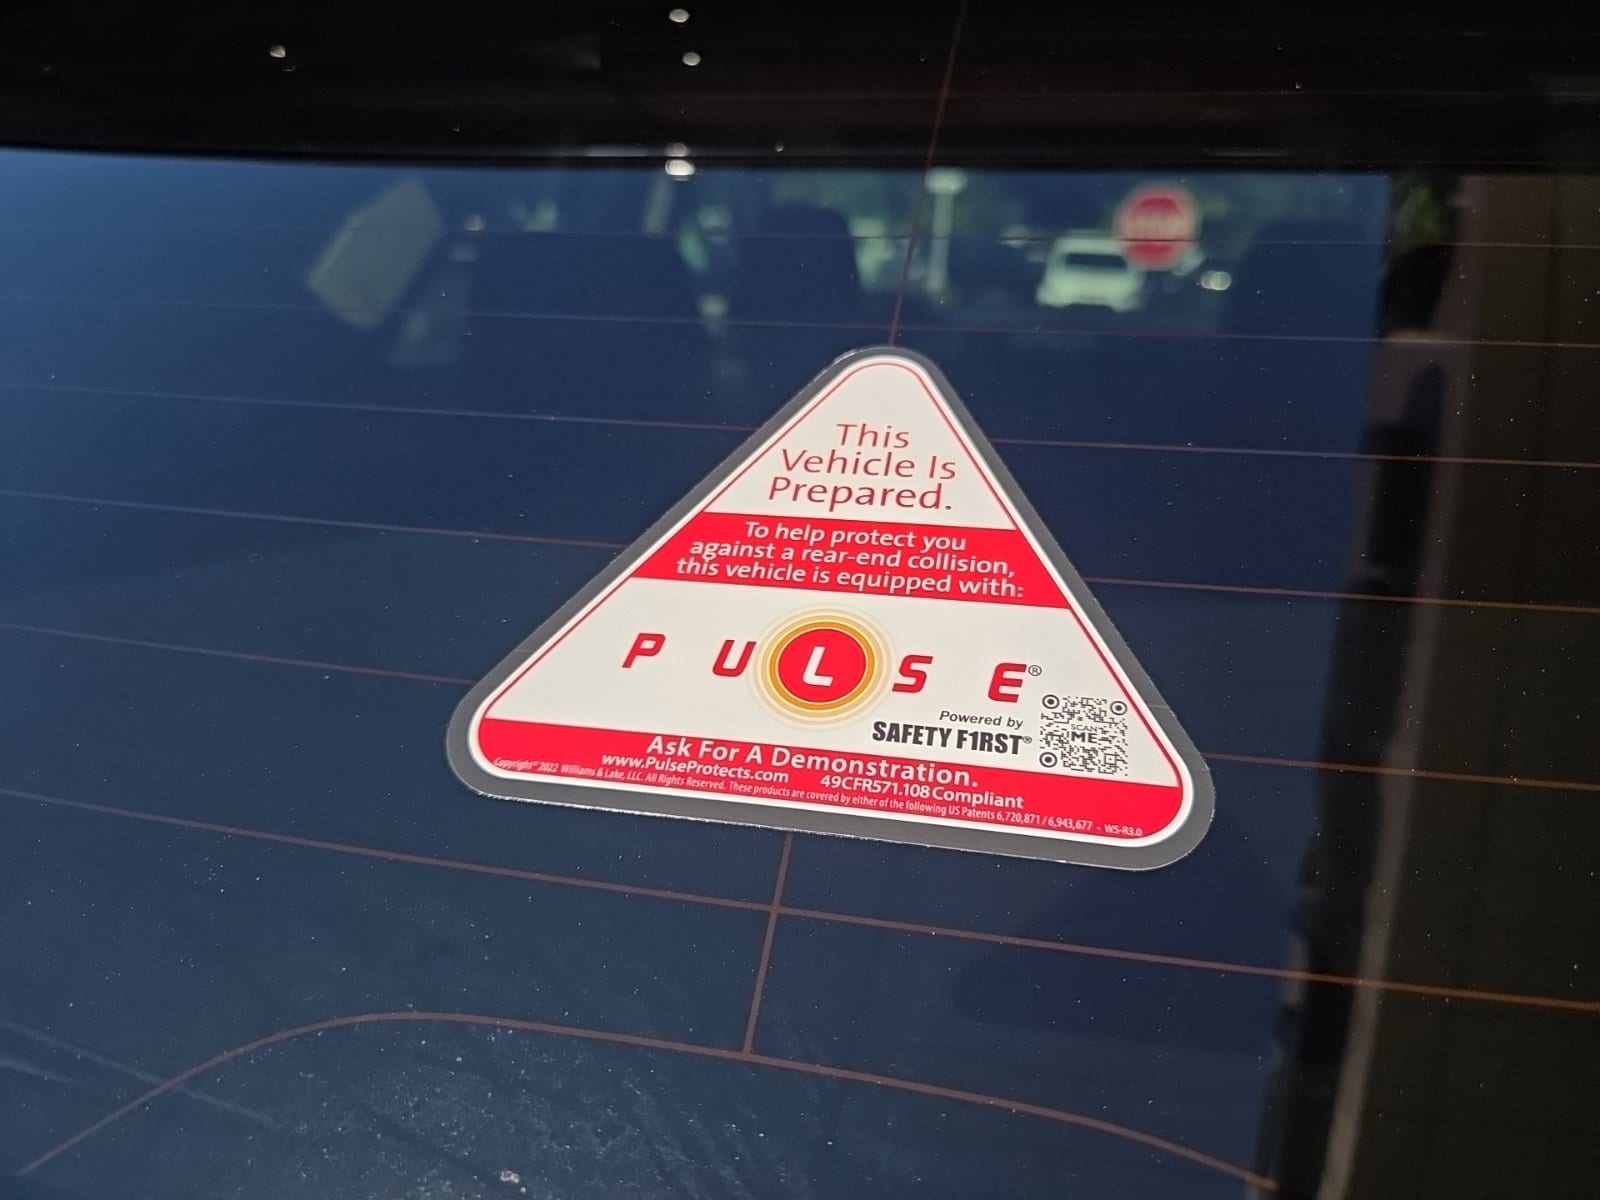 STOP
This
Vehicle Is
Prepared.
To help protect you
against a rear-end collision,
this vehicle is equipped with:
PULSE®
Powered by
SAFETY F1RST®
SCAN
ME
Ask For A Demonstration.
www.PulseProtects.com 49CFR571.108 Compliant
Copyright© 2022 Williams & Lake, LLC. All Rights Reserved. These products are covered by either of the following US Patents 6,720,871 / 6,943,677 - WS-R3.0